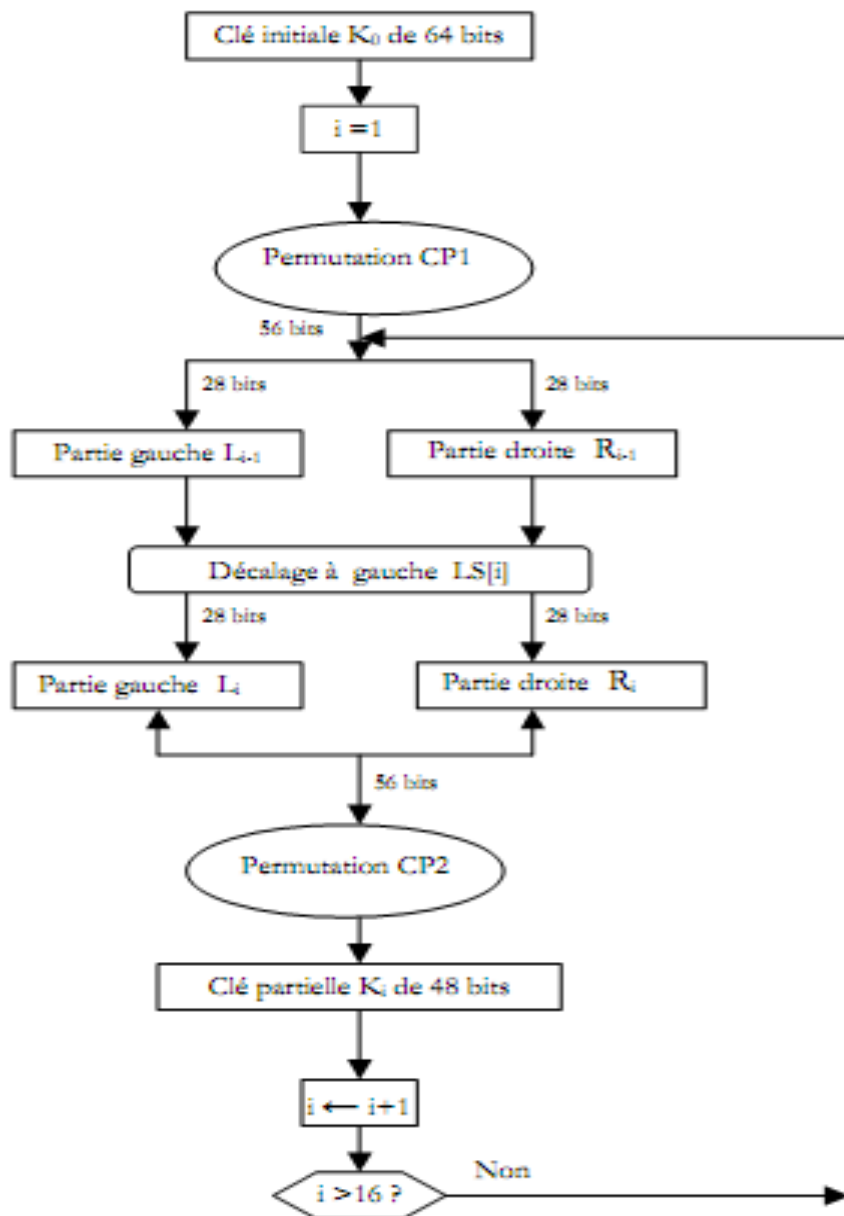 Clé initiale K₀ de 64 bits
i =1
Permutation CP1
56 bits
28 bits
28 bits
Partie gauche Lᵢ₋₁
Partie droite Rᵢ₋₁
Décalage à gauche LS[i]
28 bits
28 bits
Partie gauche Lᵢ
Partie droite Rᵢ
56 bits
Permutation CP2
Clé partielle Kᵢ de 48 bits
i ← i+1
Non
i >16 ?